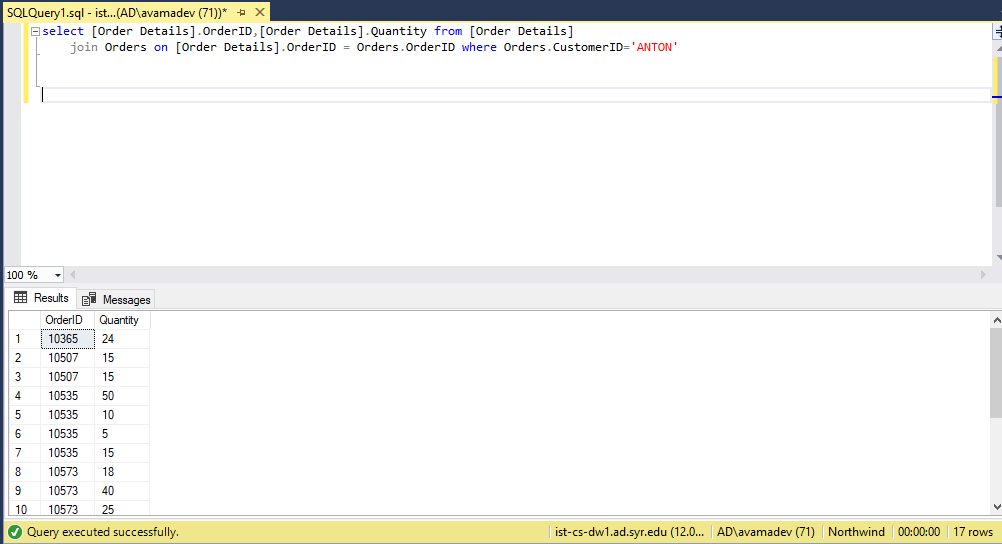 SQLQuery1.sql - ist...(AD\avamadev (71))*
select [Order Details].OrderID,[Order Details].Quantity from [Order Details]
join Orders on [Order Details].OrderID = Orders.OrderID where Orders.CustomerID='ANTON'
100 %
Results Messages
OrderID Quantity
1 10365 24
2 10507 15
3 10507 15
4 10535 50
5 10535 10
6 10535 5
7 10535 15
8 10573 18
9 10573 40
10 10573 25
Query executed successfully. ist-cs-dw1.ad.syr.edu (12.0... AD\avamadev (71) Northwind 00:00:00 17 rows